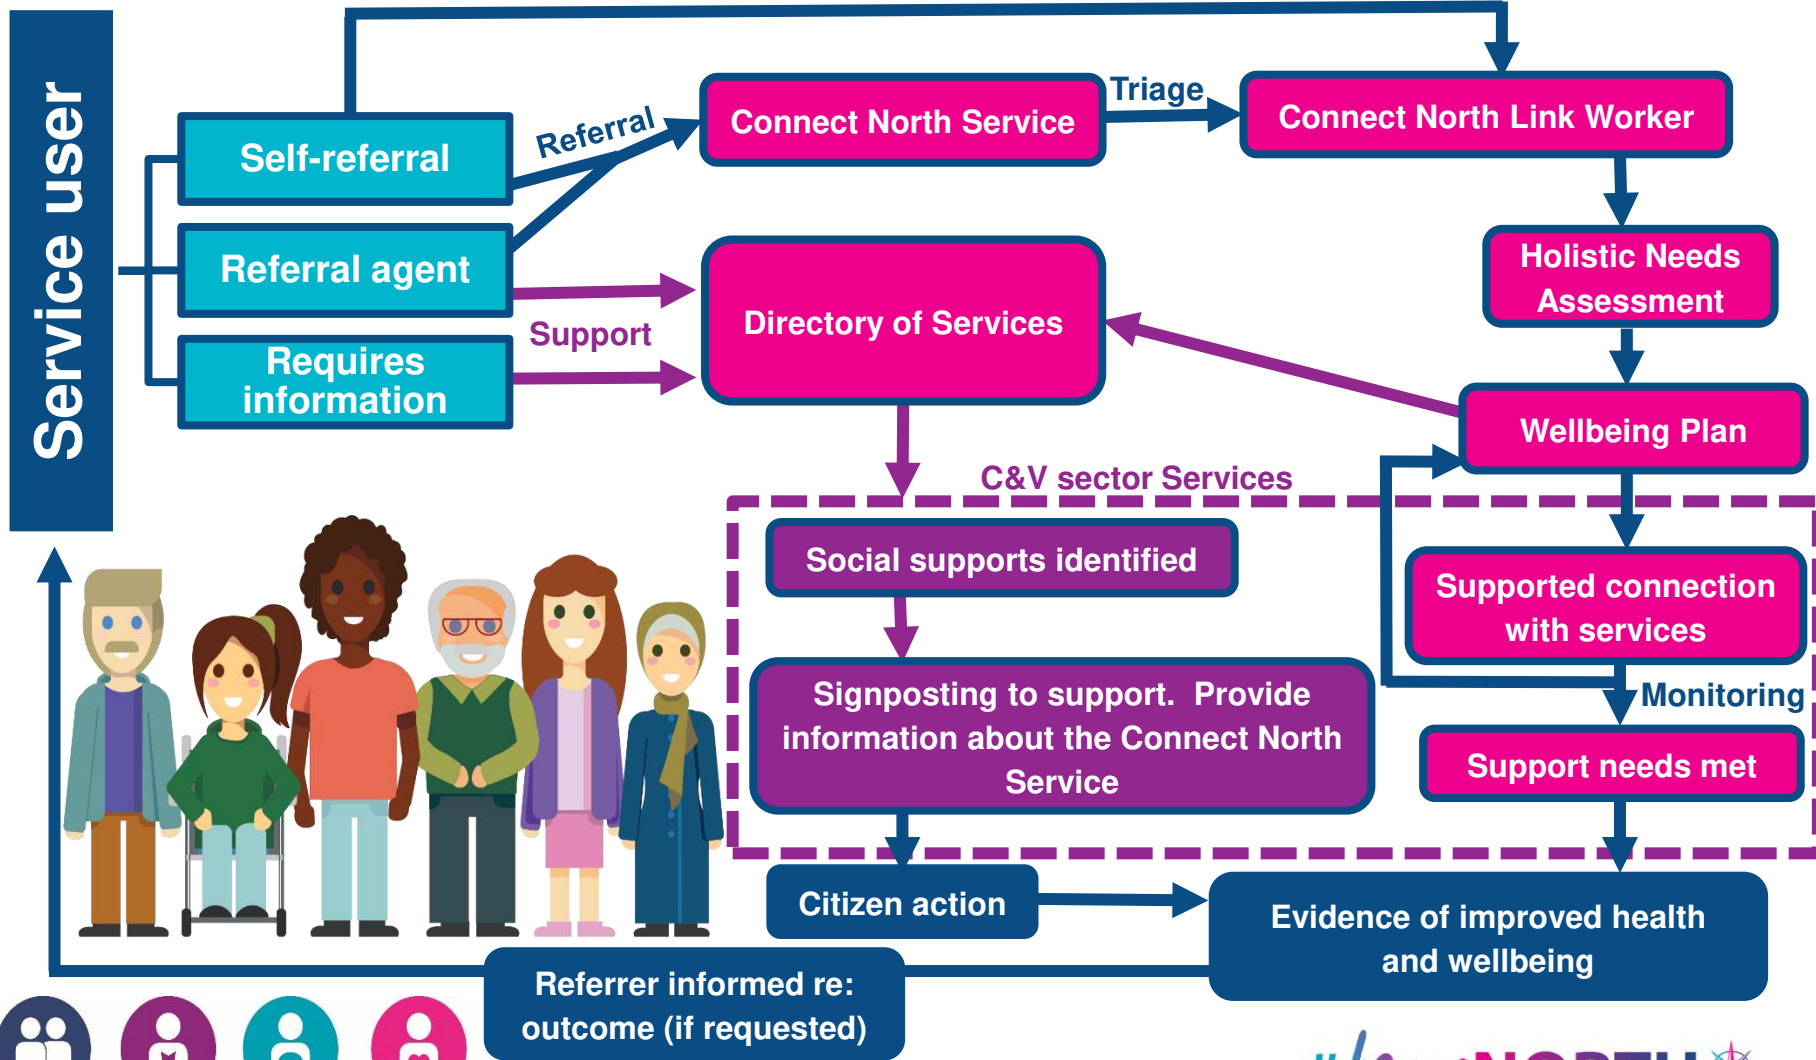 Service user
Self-referral
Referral agent
Requires
information
Referral
Support
Connect North Service
Triage
Connect North Link Worker
Directory of Services
Holistic Needs
Assessment
Wellbeing Plan
C&V sector Services
Social supports identified
Signposting to support.  Provide
information about the Connect North
Service
Supported connection
with services
Monitoring
Support needs met
Citizen action
Evidence of improved health
and wellbeing
Referrer informed re:
outcome (if requested)
NORTH